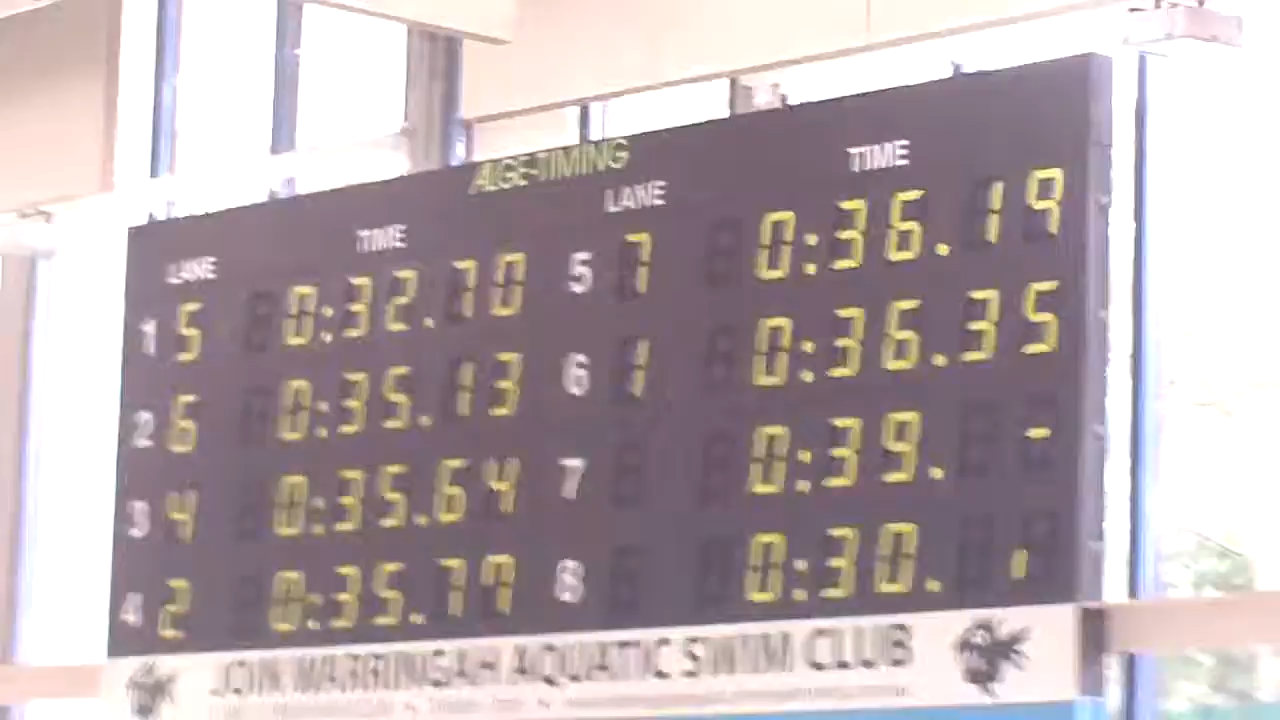 ALGE-TIMING
LANE TIME LANE TIME
1 5 0:32.70 5 7 0:36.19
2 6 0:35.13 6 1 0:36.35
3 4 0:35.64 7 0:39. -
4 2 0:35.77 8 0:30.
JOIN WARRINGAH AQUATIC SWIM CLUB